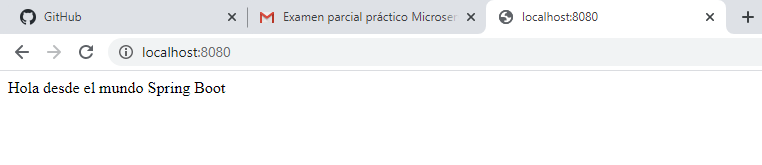 GitHub
Examen parcial práctico Microser
localhost:8080
localhost:8080
Hola desde el mundo Spring Boot